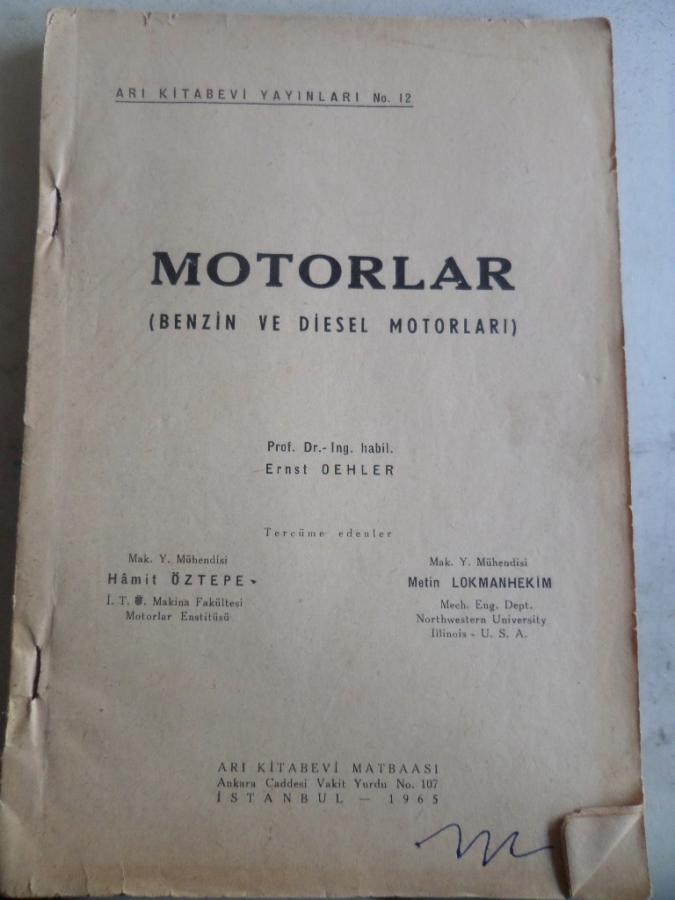 ARI KİTABEVİ YAYINLARI No. 12
MOTORLAR
(BENZİN VE DİESEL MOTORLARI)
Prof. Dr.-Ing. habil.
Ernst OEHLER
Tercüme edenler
Mak. Y. Mühendisi
Hâmit ÖZTEPE
İ. T. Makina Fakültesi
Motorlar Enstitüsü
Mak. Y. Mühendisi
Metin LOKMANHEKİM
Mech. Eng. Dept.
Northwestern University
Illinois - U. S. A.
ARI KİTABEVİ MATBAASI
Ankara Caddesi Vakit Yurdu No. 107
İSTANBUL — 1965